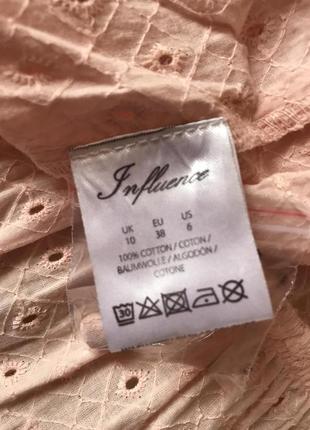 Influence
UK EU US
10 38 6
100% COTTON / COTON /
BAUMWOLLE / ALGODÓN /
COTONE
30